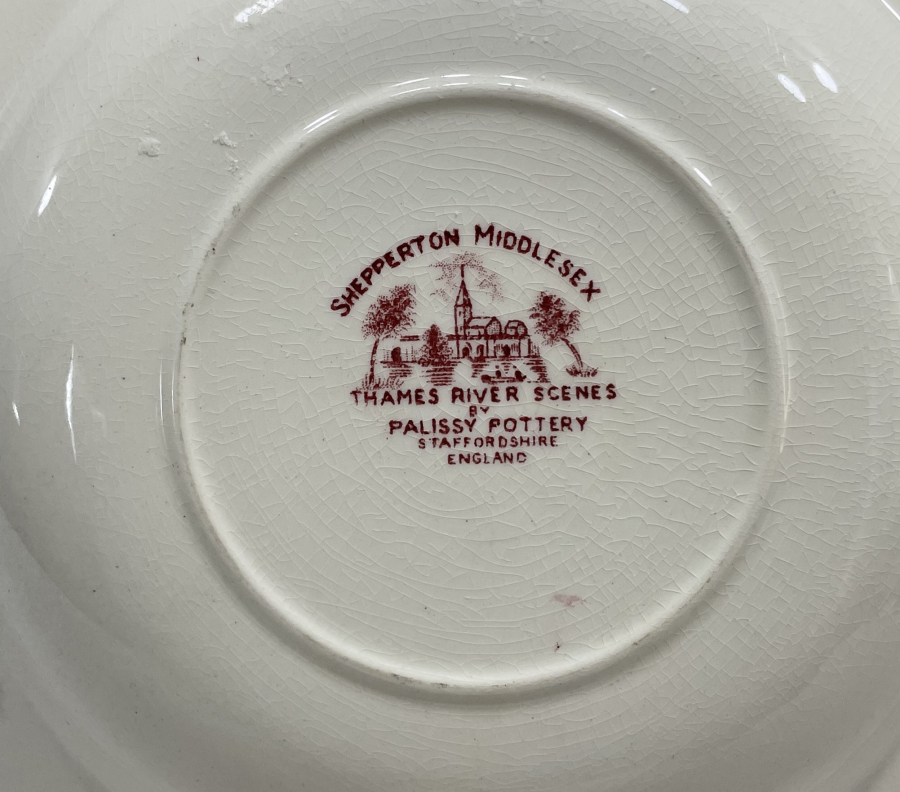 SHEPPERTON MIDDLESEX
THAMES RIVER SCENES
BY
PALISSY POTTERY
STAFFORDSHIRE
ENGLAND